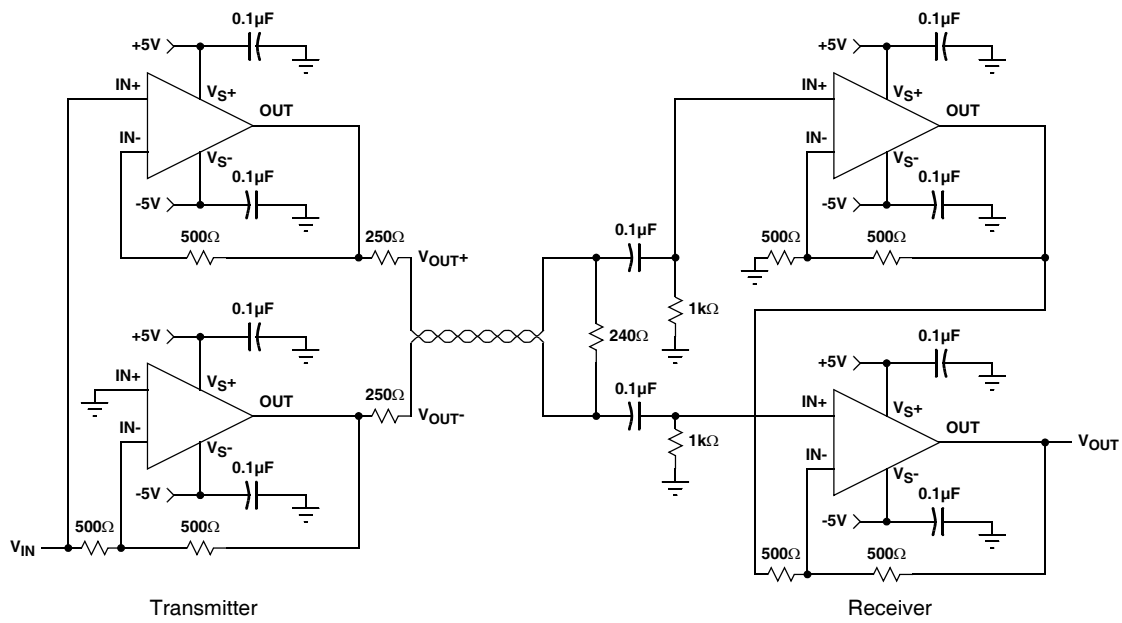 0.1µF
+5V
IN+
VS+
OUT
IN-
VS-
0.1µF
-5V
500Ω
250Ω
VOUT+
0.1µF
+5V
IN+
VS+
OUT
250Ω
VOUT-
IN-
VS-
0.1µF
-5V
500Ω
500Ω
VIN
Transmitter
0.1µF
1kΩ
240Ω
0.1µF
1kΩ
0.1µF
+5V
IN+
VS+
OUT
IN-
VS-
0.1µF
-5V
500Ω
500Ω
0.1µF
+5V
IN+
VS+
OUT
VOUT
IN-
VS-
0.1µF
-5V
500Ω
500Ω
Receiver